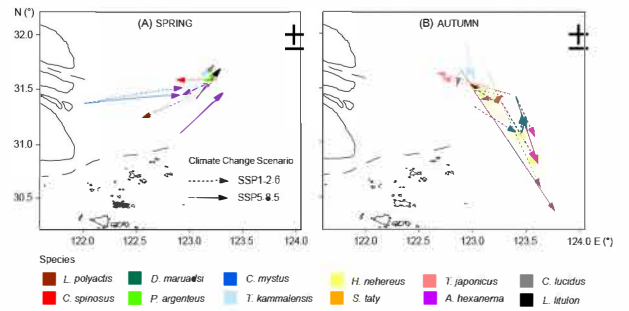 N (°)
(A) SPRING
(B) AUTUMN
32.0
31.5
31.0
30.5
Climate Change Scenario
SSP1-2.6
SSP5-8.5
122.0 122.5 123.0 123.5 124.0
122.0 122.5 123.0 123.5 124.0 E (°)
Species
L. polyactis D. maruadsi C. mystus H. nehereus T. japonicus C. lucidus
C. spinosus P. argenteus T. kammalensis S. taty A. hexanema L. lituion